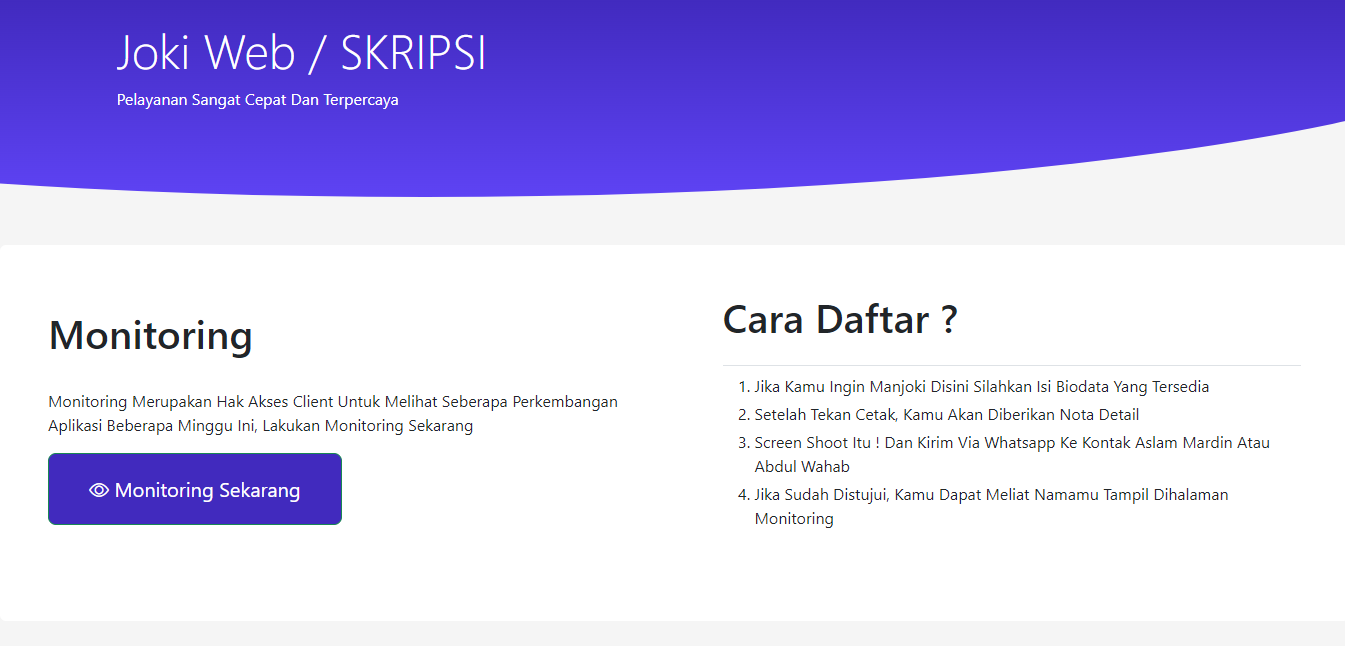 Joki Web / SKRIPSI
Pelayanan Sangat Cepat Dan Terpercaya
Monitoring
Monitoring Merupakan Hak Akses Client Untuk Melihat Seberapa Perkembangan
Aplikasi Beberapa Minggu Ini, Lakukan Monitoring Sekarang
Monitoring Sekarang
Cara Daftar ?
1. Jika Kamu Ingin Manjoki Disini Silahkan Isi Biodata Yang Tersedia
2. Setelah Tekan Cetak, Kamu Akan Diberikan Nota Detail
3. Screen Shoot Itu ! Dan Kirim Via Whatsapp Ke Kontak Aslam Mardin Atau
Abdul Wahab
4. Jika Sudah Distujui, Kamu Dapat Meliat Namamu Tampil Dihalaman
Monitoring